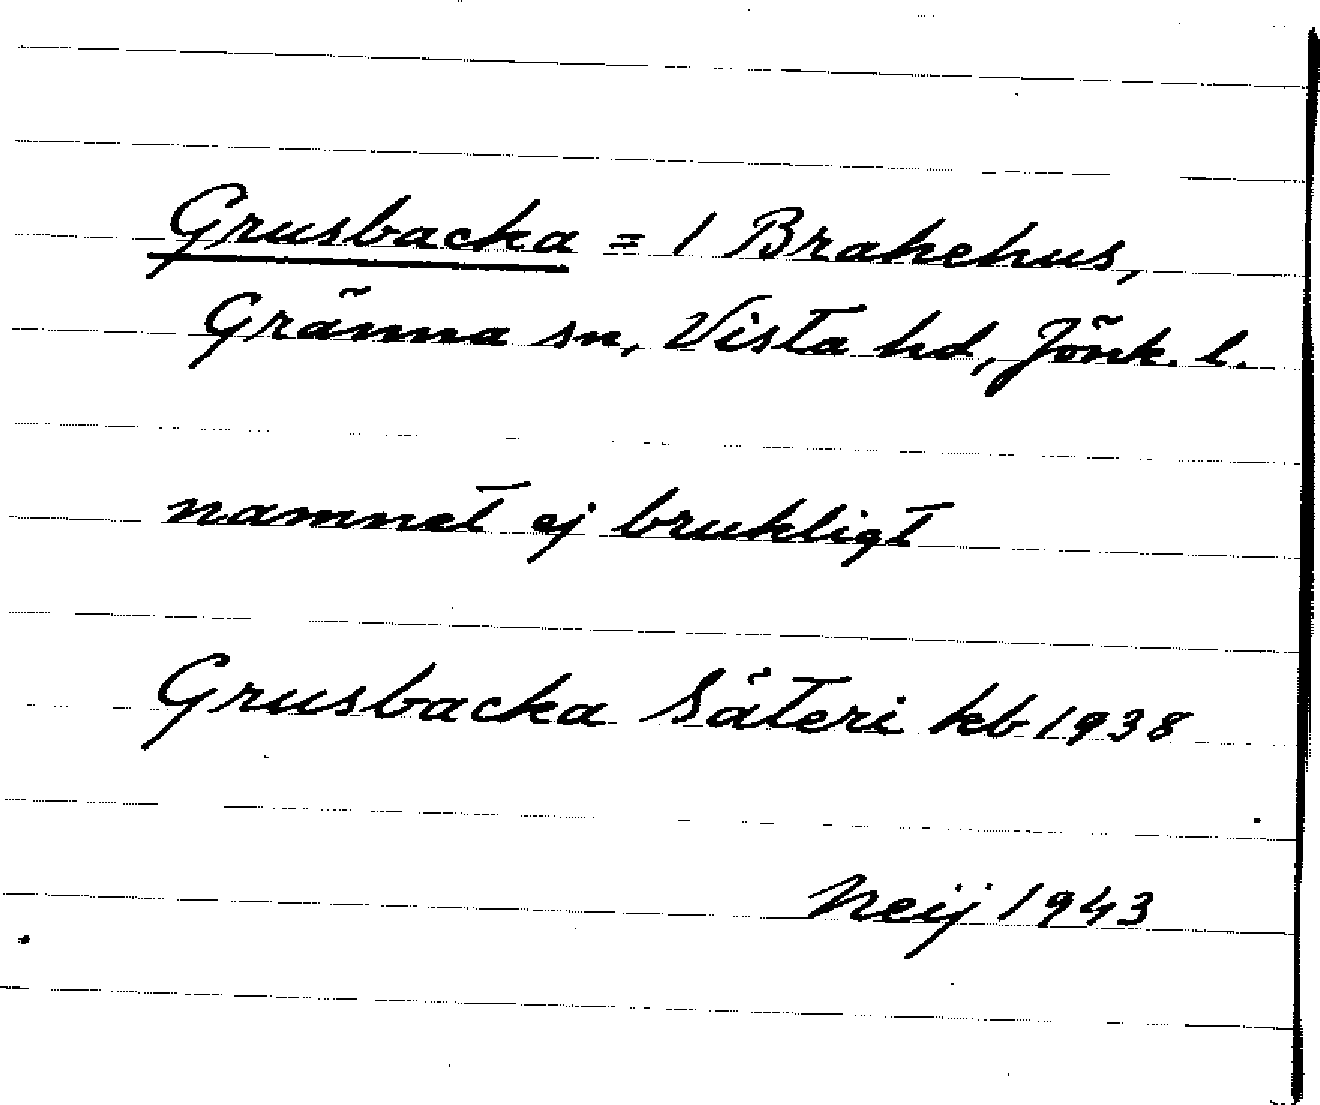 Grusbacka = 1 Brahehus,
Gränna sn, Vista hd, Jönk. l.
namnet ej brukligt
Grusbacka Säteri kb 1938
Neij 1943